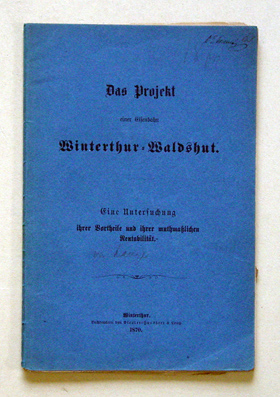 Das Projekt
einer Eisenbahn
Winterthur-Waldshut.
Eine Untersuchung
ihrer Vortheile und ihrer muthmaßlichen
Rentabilität.
Winterthur.
1870.